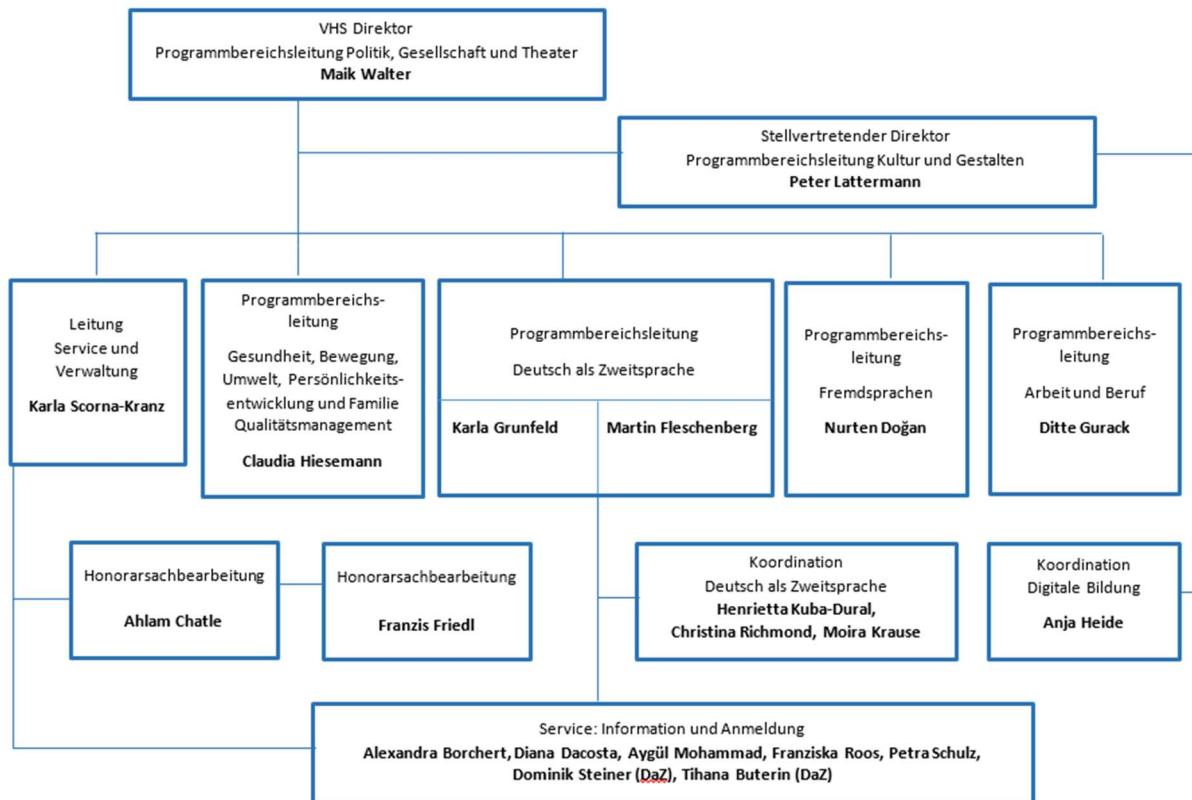 VHS Direktor
Programmbereichsleitung Politik, Gesellschaft und Theater
Maik Walter
Stellvertretender Direktor
Programmbereichsleitung Kultur und Gestalten
Peter Lattermann
Leitung
Service und
Verwaltung
Karla Scorna-Kranz
Programmbereichs-
leitung
Gesundheit, Bewegung,
Umwelt, Persönlichkeits-
entwicklung und Familie
Qualitätsmanagement
Claudia Hiesemann
Programmbereichsleitung
Deutsch als Zweitsprache
Karla Grunfeld
Martin Fleschenberg
Programmbereichs-
leitung
Fremdsprachen
Nurten Doğan
Programmbereichs-
leitung
Arbeit und Beruf
Ditte Gurack
Honorarsachbearbeitung
Ahlam Chatle
Honorarsachbearbeitung
Franzis Friedl
Koordination
Deutsch als Zweitsprache
Henrietta Kuba-Dural,
Christina Richmond, Moira Krause
Koordination
Digitale Bildung
Anja Heide
Service: Information und Anmeldung
Alexandra Borchert, Diana Dacosta, Aygül Mohammad, Franziska Roos, Petra Schulz,
Dominik Steiner (DaZ), Tihana Buterin (DaZ)